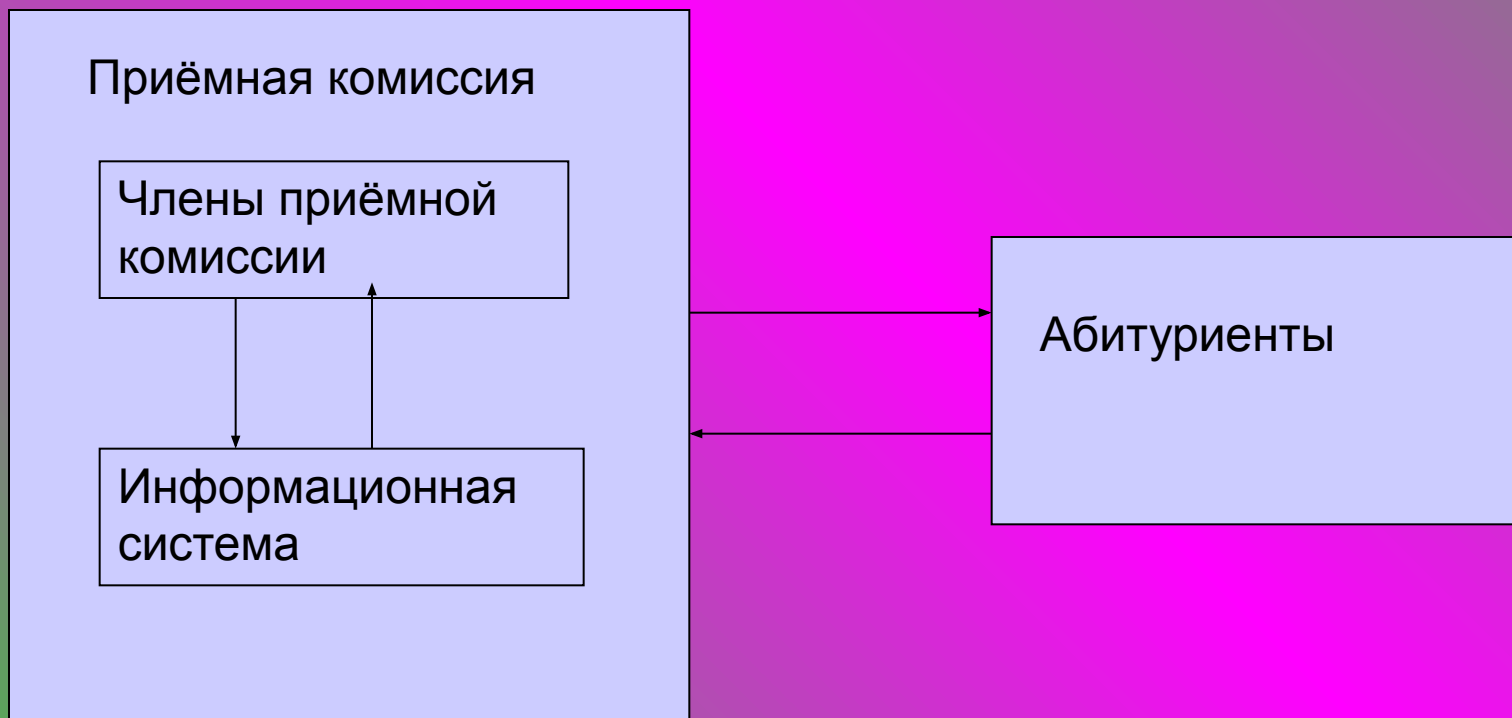 Приёмная комиссия
Члены приёмной
комиссии
Информационная
система
Абитуриенты